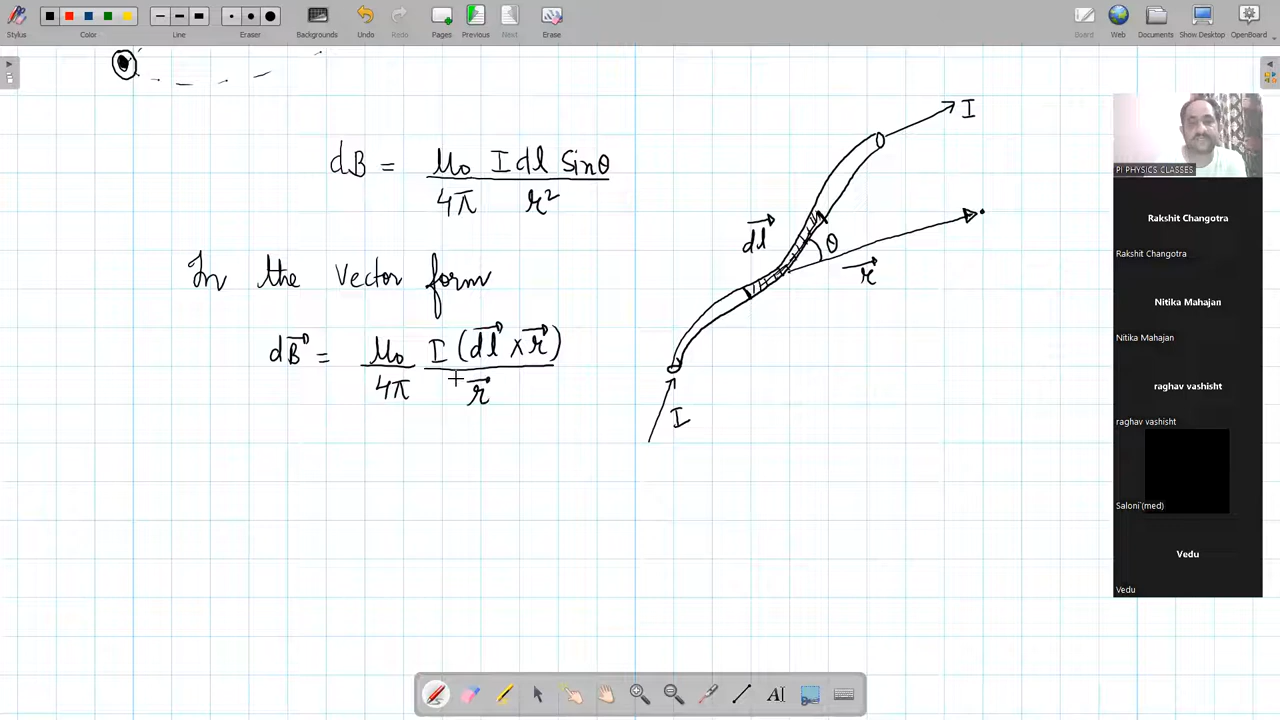 Stylus
Color
Line
Eraser
Backgrounds
Undo
Redo
Pages
Previous
Next
Erase
Board
Web
Documents
Show Desktop
OpenBoard
dB = μ₀/4π I dl Sinθ/r²
In the vector form
dB⃗ = μ₀/4π I (dl⃗ × r⃗)/r⃗
I
dl⃗
θ
r⃗
I
PI PHYSICS CLASSES
Rakshit Changotra
Rakshit Changotra
Nitika Mahajan
Nitika Mahajan
raghav vashisht
raghav vashisht
Saloni (med)
Vedu
Vedu